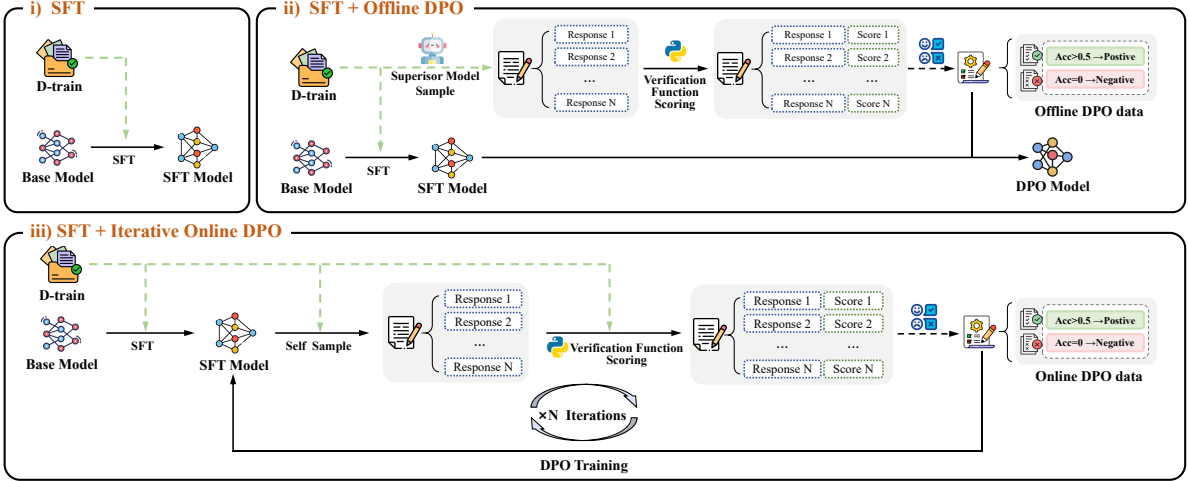 i) SFT
D-train
SFT
Base Model
SFT Model
ii) SFT + Offline DPO
D-train
Superisor Model
Sample
Response 1
Response 2
...
Response N
Verification
Function
Scoring
Response 1 Score 1
Response 2 Score 2
... ...
Response N Score N
Acc>0.5 →Postive
Acc=0 →Negative
Offline DPO data
SFT
Base Model
SFT Model
DPO Model
iii) SFT + Iterative Online DPO
D-train
SFT
Base Model
SFT Model
Self Sample
Response 1
Response 2
...
Response N
Verification Function
Scoring
Response 1 Score 1
Response 2 Score 2
... ...
Response N Score N
Acc>0.5 →Postive
Acc=0 →Negative
Online DPO data
×N Iterations
DPO Training